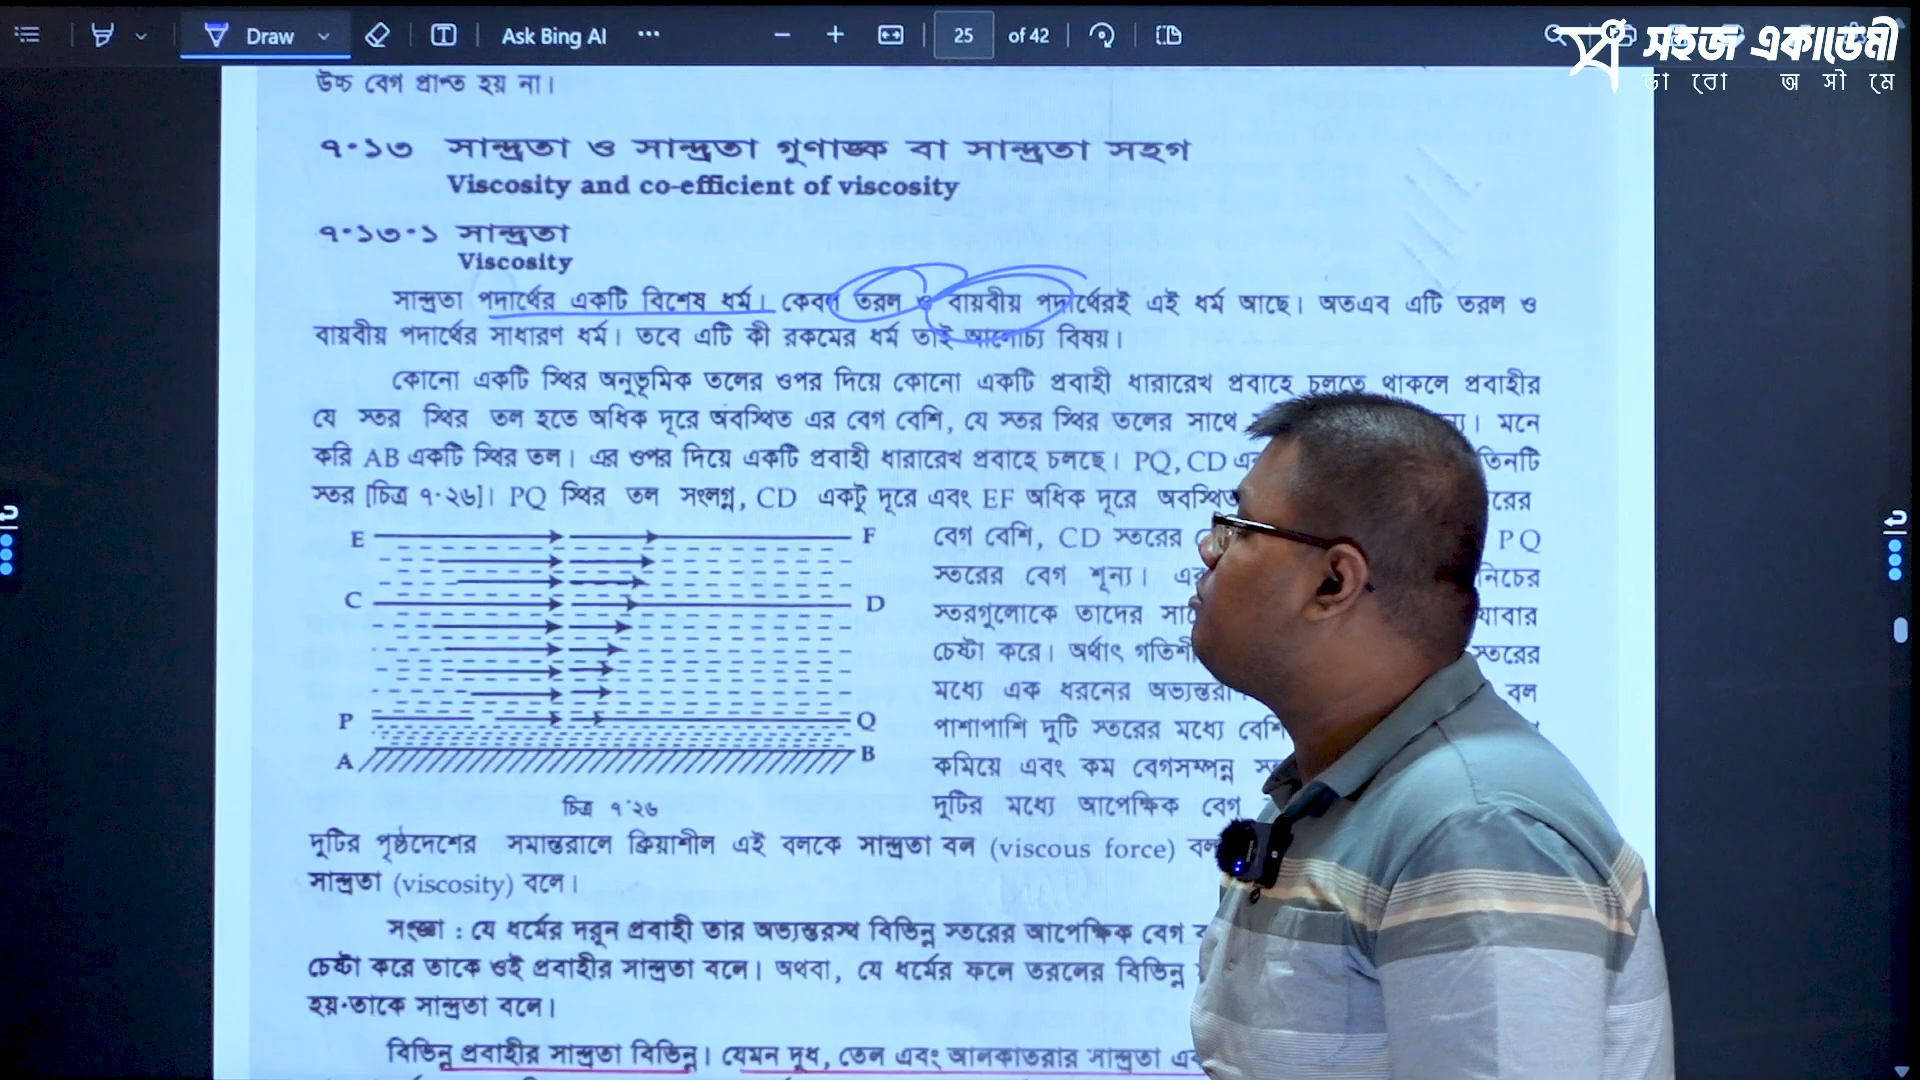 Draw
Ask Bing AI
25 of 42
সহজ একাডেমী
ভাবো অসীমে
উচ্চ বেগ প্রাপ্ত হয় না।
৭·১৩ সান্দ্রতা ও সান্দ্রতা গুণাঙ্ক বা সান্দ্রতা সহগ
Viscosity and co-efficient of viscosity
৭·১৩·১ সান্দ্রতা
Viscosity
সান্দ্রতা পদার্থের একটি বিশেষ ধর্ম। কেবল তরল ও বায়বীয় পদার্থেরই এই ধর্ম আছে। অতএব এটি তরল ও
বায়বীয় পদার্থের সাধারণ ধর্ম। তবে এটি কী রকমের ধর্ম তাই আলোচ্য বিষয়।
কোনো একটি স্থির অনুভূমিক তলের ওপর দিয়ে কোনো একটি প্রবাহী ধারারেখ প্রবাহে চলতে থাকলে প্রবাহীর
যে স্তর স্থির তল হতে অধিক দূরে অবস্থিত এর বেগ বেশি, যে স্তর স্থির তলের সাথে মনে
করি AB একটি স্থির তল। এর ওপর দিয়ে একটি প্রবাহী ধারারেখ প্রবাহে চলছে। PQ, CD তিনটি
স্তর [চিত্র ৭·২৬]। PQ স্থির তল সংলগ্ন, CD একটু দূরে এবং EF অধিক দূরে
বেগ বেশি, CD স্তরের PQ
স্তরের বেগ শূন্য। নিচের
স্তরগুলোকে তাদের যাবার
চেষ্টা করে। অর্থাৎ স্তরের
মধ্যে এক ধরনের বল
পাশাপাশি দুটি স্তরের মধ্যে
কমিয়ে এবং কম বেগসম্পন্ন
দুটির মধ্যে আপেক্ষিক বেগ
E F
C D
P Q
A B
চিত্র ৭·২৬
দুটির পৃষ্ঠদেশের সমান্তরালে ক্রিয়াশীল এই বলকে সান্দ্রতা বল (viscous force)
সান্দ্রতা (viscosity) বলে।
সংজ্ঞা : যে ধর্মের দরুন প্রবাহী তার অভ্যন্তরস্থ বিভিন্ন স্তরের আপেক্ষিক বেগ
চেষ্টা করে তাকে ওই প্রবাহীর সান্দ্রতা বলে। অথবা, যে ধর্মের ফলে তরলের বিভিন্ন
হয়·তাকে সান্দ্রতা বলে।
বিভিন্ন প্রবাহীর সান্দ্রতা বিভিন্ন। যেমন দুধ, তেল এবং আলকাতরার সান্দ্রতা